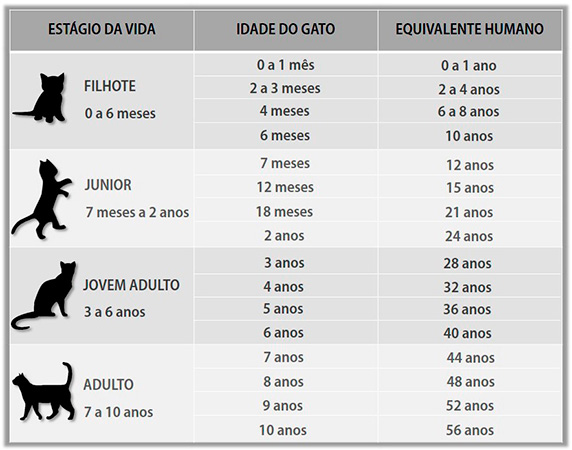 ESTÁGIO DA VIDA IDADE DO GATO EQUIVALENTE HUMANO
FILHOTE
0 a 6 meses
0 a 1 mês 0 a 1 ano
2 a 3 meses 2 a 4 anos
4 meses 6 a 8 anos
6 meses 10 anos
JUNIOR
7 meses a 2 anos
7 meses 12 anos
12 meses 15 anos
18 meses 21 anos
2 anos 24 anos
JOVEM ADULTO
3 a 6 anos
3 anos 28 anos
4 anos 32 anos
5 anos 36 anos
6 anos 40 anos
ADULTO
7 a 10 anos
7 anos 44 anos
8 anos 48 anos
9 anos 52 anos
10 anos 56 anos